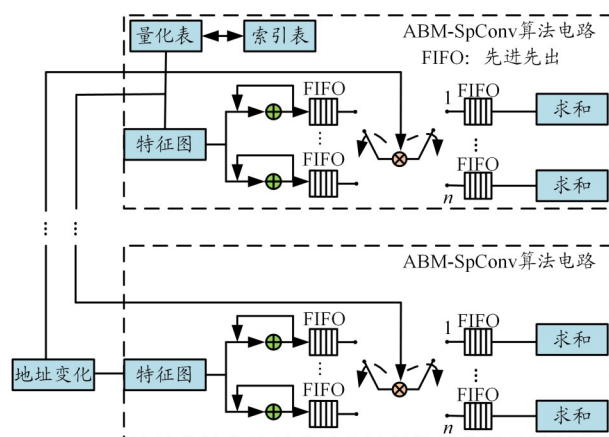 量化表
索引表
ABM-SpConv算法电路
FIFO：先进先出
FIFO
1
FIFO
求和
特征图
⋮
FIFO
⋮
求和
n
⋮
⋮
ABM-SpConv算法电路
FIFO
1
FIFO
求和
地址变化
特征图
⋮
FIFO
⋮
求和
n